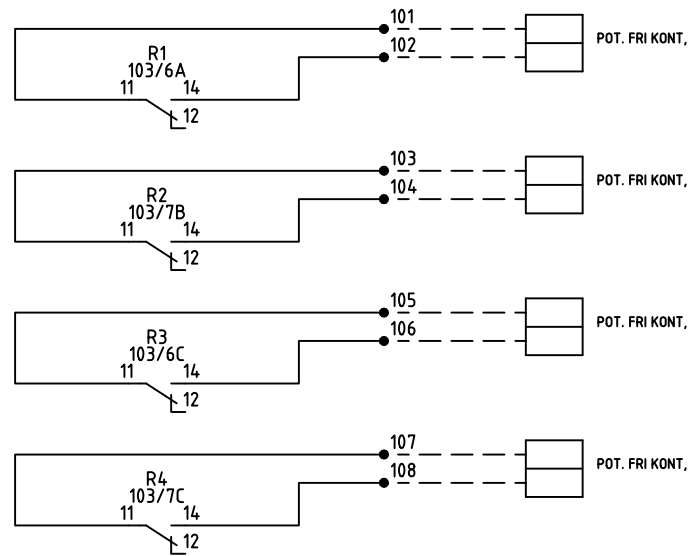 101
102
POT. FRI KONT,
R1
103/6A
11 14
12
103
104
POT. FRI KONT,
R2
103/7B
11 14
12
105
106
POT. FRI KONT,
R3
103/6C
11 14
12
107
108
POT. FRI KONT,
R4
103/7C
11 14
12